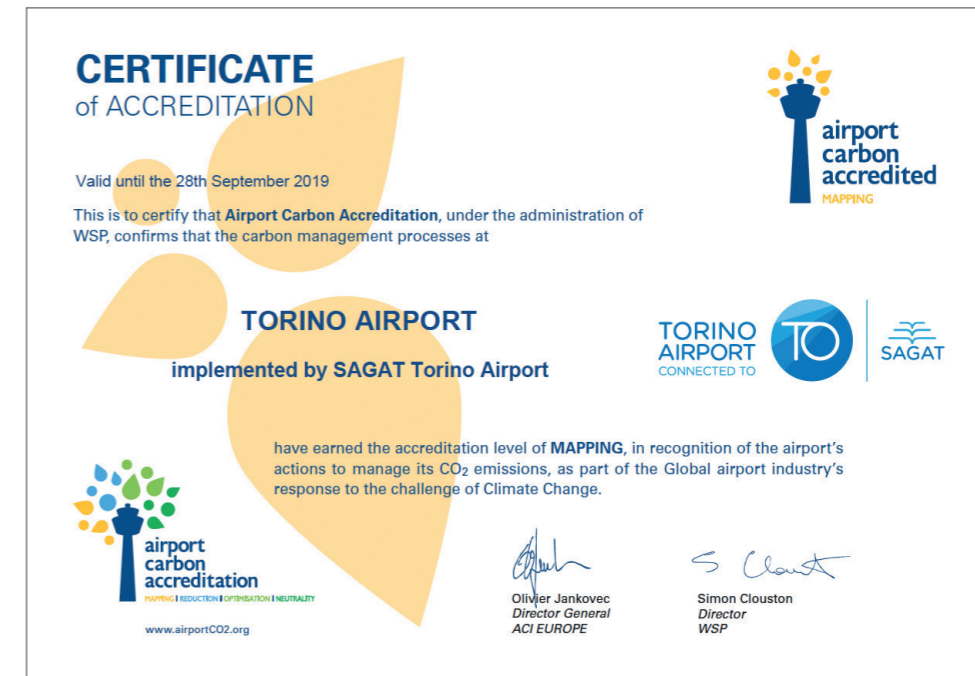 CERTIFICATE
of ACCREDITATION
airport
carbon
accredited
MAPPING
Valid until the 28th September 2019
This is to certify that Airport Carbon Accreditation, under the administration of
WSP, confirms that the carbon management processes at
TORINO AIRPORT
implemented by SAGAT Torino Airport
TORINO
AIRPORT
CONNECTED TO
TO
SAGAT
have earned the accreditation level of MAPPING, in recognition of the airport's
actions to manage its CO₂ emissions, as part of the Global airport industry's
response to the challenge of Climate Change.
airport
carbon
accreditation
MAPPING I REDUCTION I OPTIMISATION I NEUTRALITY
www.airportCO2.org
S Cloust
Olivier Jankovec
Director General
ACI EUROPE
Simon Clouston
Director
WSP